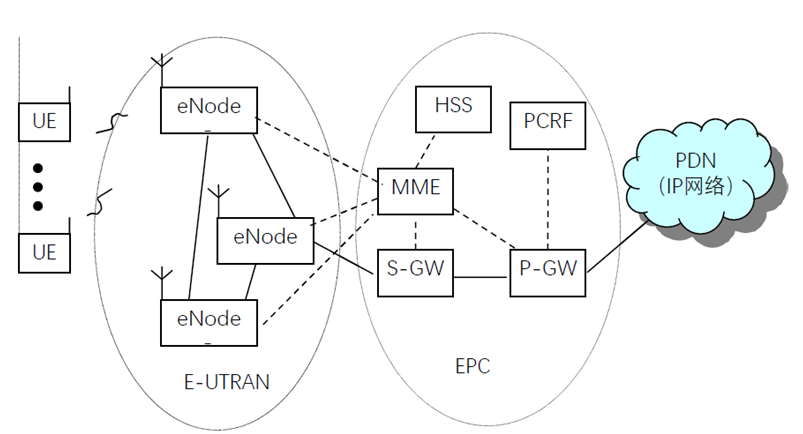 UE
UE
eNode
eNode
eNode
E-UTRAN
HSS
PCRF
MME
S-GW
P-GW
EPC
PDN
（IP网络）